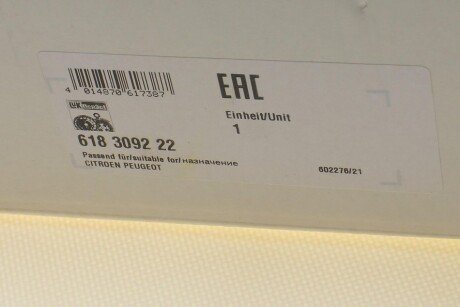 4 014870 617387
EAC
Einheit/Unit
1
LuK
618 3092 22
Passend für/suitable for/назначение
CITROEN PEUGEOT
602276/21